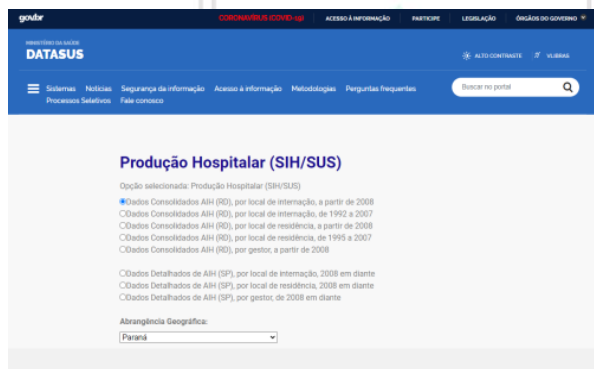 govbr
CORONAVÍRUS (COVID-19) ACESSO À INFORMAÇÃO PARTICIPE LEGISLAÇÃO ÓRGÃOS DO GOVERNO
MINISTÉRIO DA SAÚDE
DATASUS
ALTO CONTRASTE VLIBRAS
Sistemas Notícias Segurança da informação Acesso à informação Metodologias Perguntas frequentes
Processos Seletivos Fale conosco
Buscar no portal
Produção Hospitalar (SIH/SUS)
Opção selecionada: Produção Hospitalar (SIH/SUS)
Dados Consolidados AIH (RD), por local de internação, a partir de 2008
Dados Consolidados AIH (RD), por local de internação, de 1992 a 2007
Dados Consolidados AIH (RD), por local de residência, a partir de 2008
Dados Consolidados AIH (RD), por local de residência, de 1995 a 2007
Dados Consolidados AIH (RD), por gestor, a partir de 2008
Dados Detalhados de AIH (SP), por local de internação, 2008 em diante
Dados Detalhados de AIH (SP), por local de residência, 2008 em diante
Dados Detalhados de AIH (SP), por gestor, de 2008 em diante
Abrangência Geográfica:
Paraná